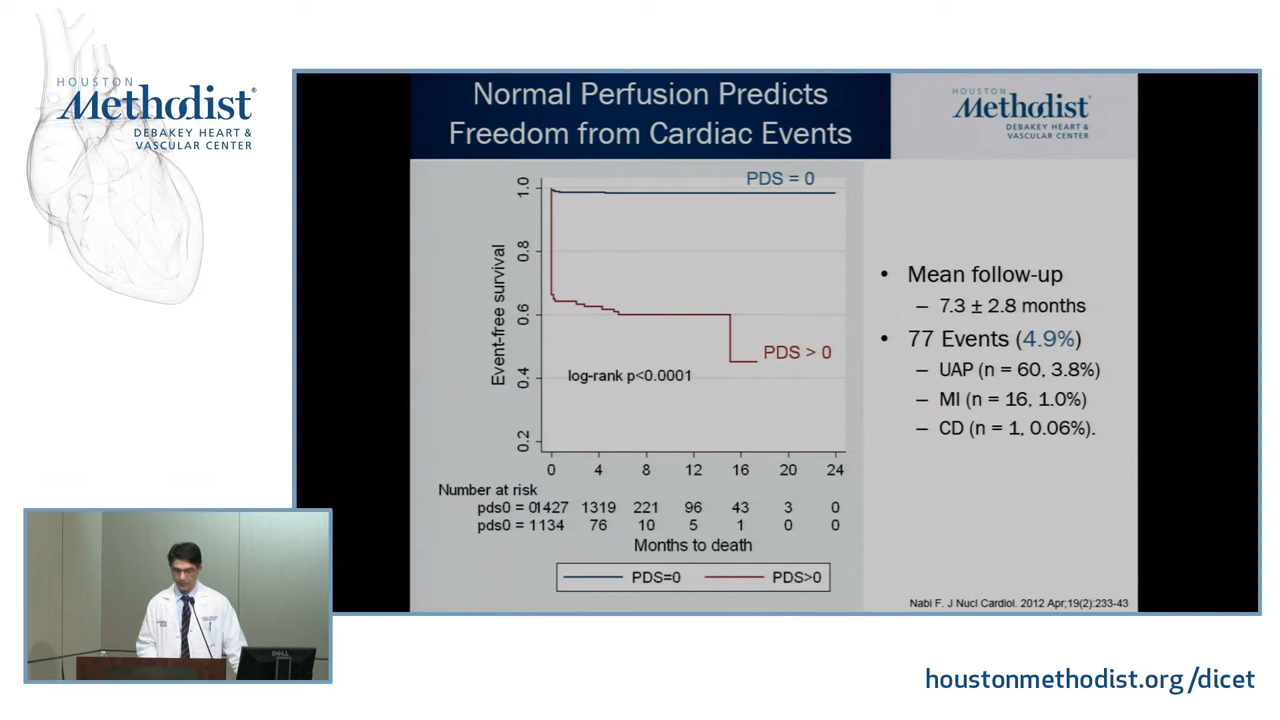 HOUSTON
Methodist®
DEBAKEY HEART &
VASCULAR CENTER
Normal Perfusion Predicts
Freedom from Cardiac Events
HOUSTON
Methodist
DEBAKEY HEART &
VASCULAR CENTER
PDS = 0
1.0
0.8
0.6
0.4
0.2
Event-free survival
PDS > 0
log-rank p<0.0001
0 4 8 12 16 20 24
Number at risk
pds0 = 01427 1319 221 96 43 3 0
pds0 = 1134 76 10 5 1 0 0
Months to death
PDS=0 PDS>0
• Mean follow-up
– 7.3 ± 2.8 months
• 77 Events (4.9%)
– UAP (n = 60, 3.8%)
– MI (n = 16, 1.0%)
– CD (n = 1, 0.06%).
Nabi F. J Nucl Cardiol. 2012 Apr;19(2):233-43
DELL
houstonmethodist.org/dicet